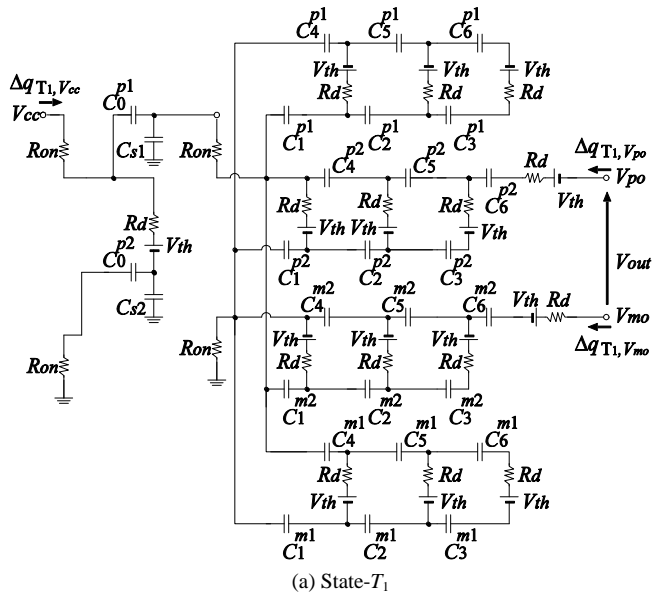 C4p1 C5p1 C6p1
Vth Vth Vth
Rd Rd Rd
C1p1 C2p1 C3p1
ΔqT1,Vcc
Vcc C0p1
Ron Cs1 Ron
C4p2 C5p2 C6p2
Rd Vth
ΔqT1,Vpo
Vpo
Rd Rd Rd
Vth Vth Vth
C1p2 C2p2 C3p2
Rd
Vth
C0p2
Cs2
Ron
Vout
C4m2 C5m2 C6m2
Vth Rd
Vmo
ΔqT1,Vmo
Ron
Vth Vth Vth
Rd Rd Rd
C1m2 C2m2 C3m2
C4m1 C5m1 C6m1
Rd Rd Rd
Vth Vth Vth
C1m1 C2m1 C3m1
(a) State-T1